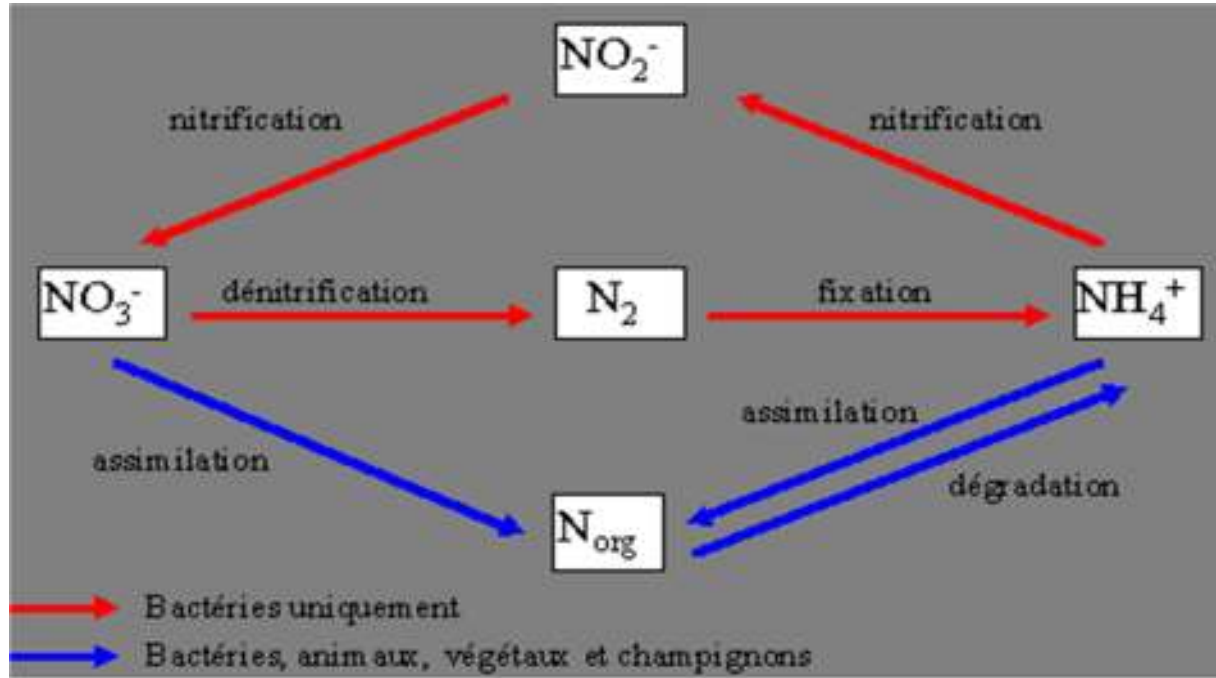 NO₂⁻
nitrification
nitrification
NO₃⁻
dénitrification
N₂
fixation
NH₄⁺
assimilation
assimilation
dégradation
Norg
Bactéries uniquement
Bactéries, animaux, végétaux et champignons